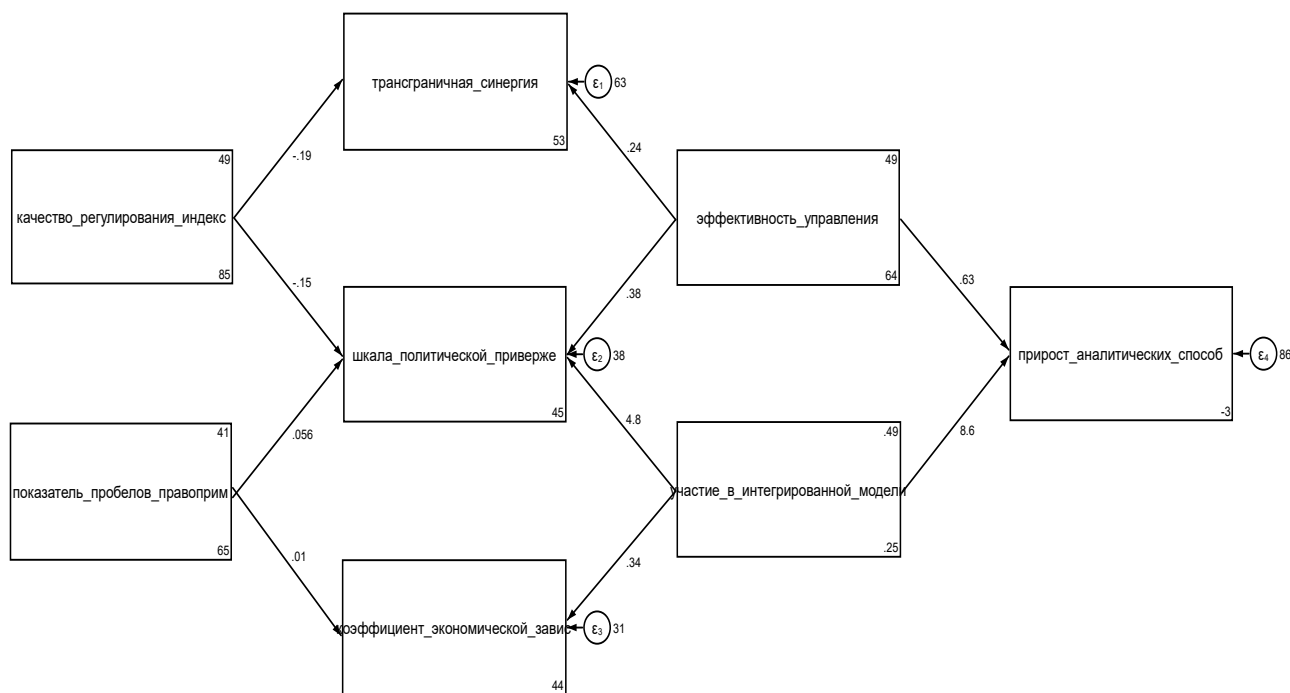 трансграничная_синергия
53
ε₁
63
-.19
.24
49
качество_регулирования_индекс
85
49
эффективность_управления
64
-.15
.38
.63
шкала_политической_приверже
45
ε₂
38
прирост_аналитических_способ
-3
ε₄
86
41
показатель_пробелов_правоприм
65
.056
4.8
.49
участие_в_интегрированной_модели
.25
8.6
.01
.34
коэффициент_экономической_завис
44
ε₃
31